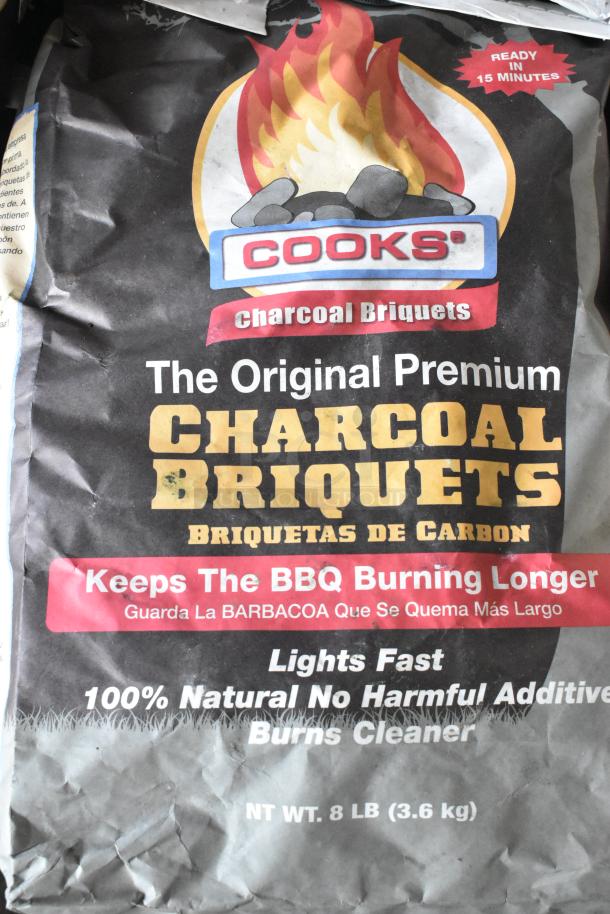 READY
IN
15 MINUTES
COOKS
Charcoal Briquets
The Original Premium
CHARCOAL
BRIQUETS
BRIQUETAS DE CARBON
Keeps The BBQ Burning Longer
Guarda La BARBACOA Que Se Quema Más Largo
Lights Fast
100% Natural No Harmful Additive
Burns Cleaner
NT WT. 8 LB (3.6 kg)